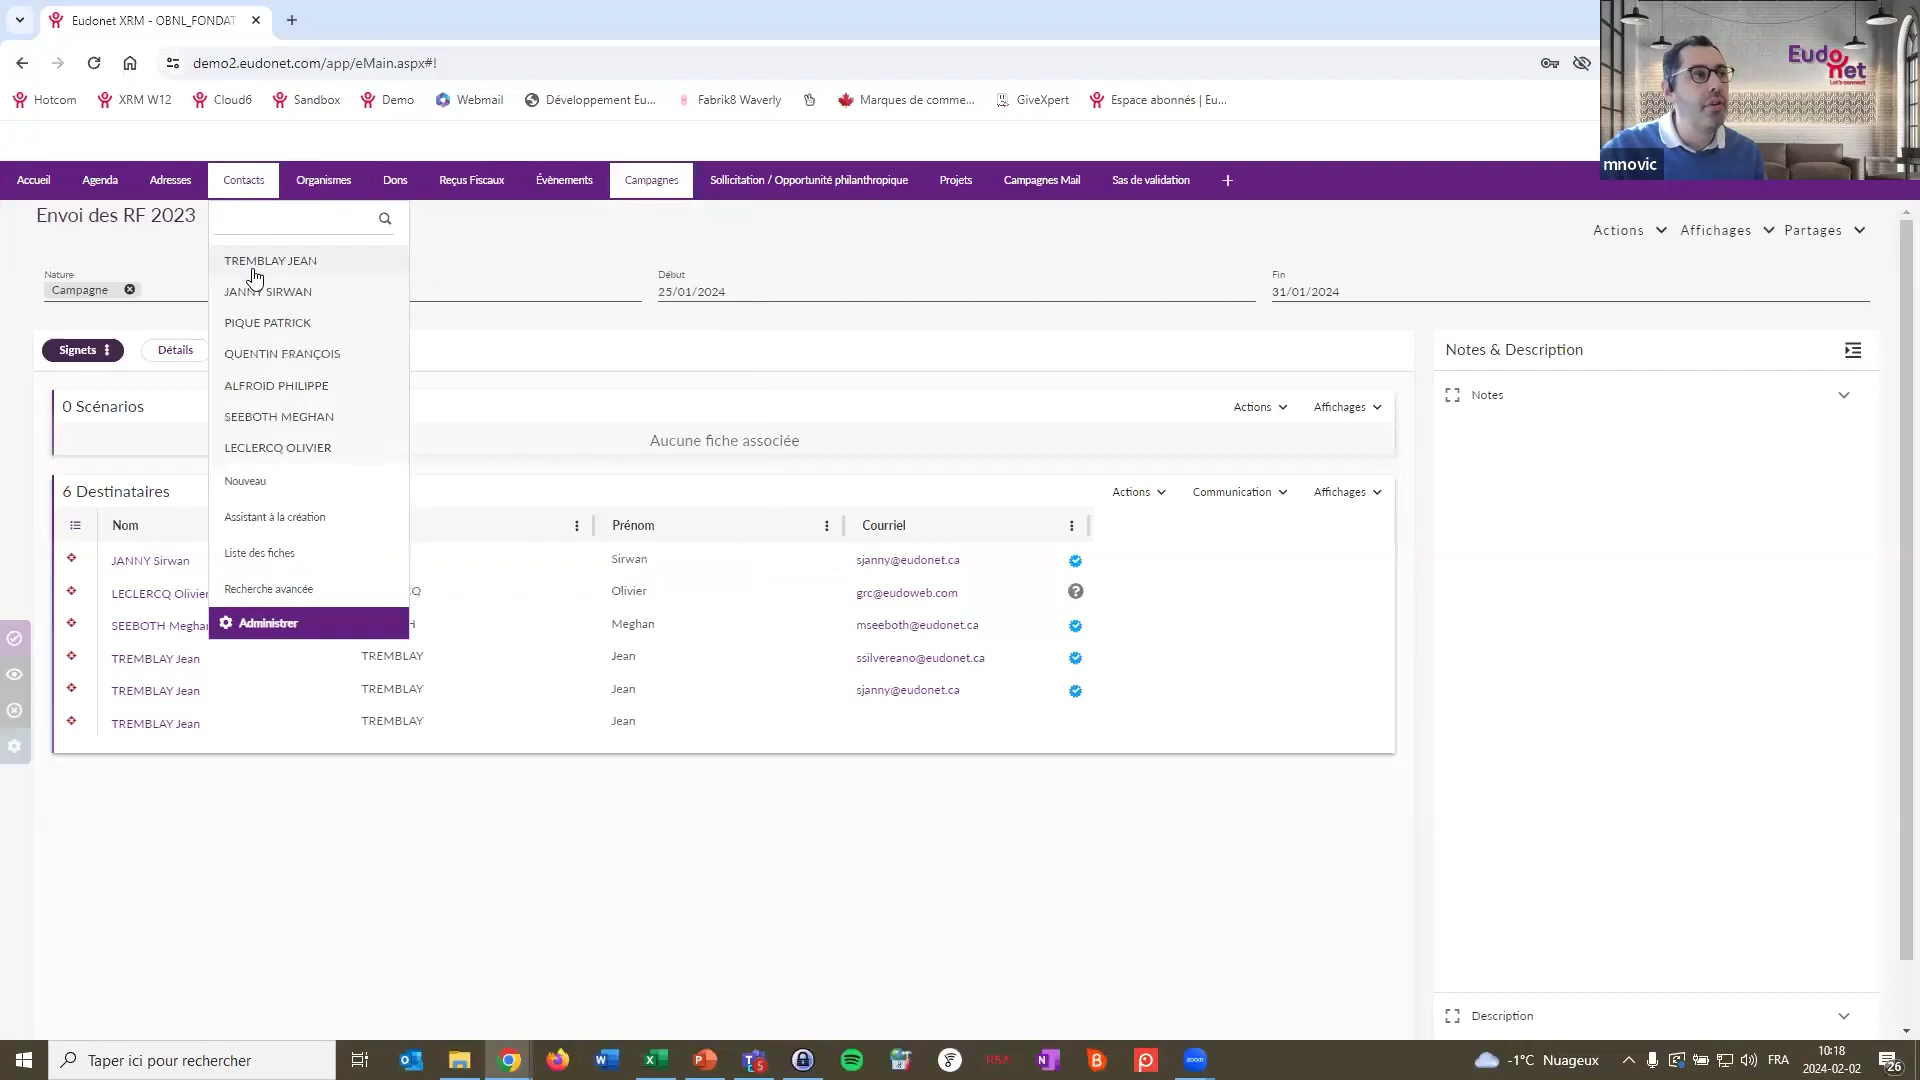 Eudonet XRM - OBNL_FONDAT
demo2.eudonet.com/app/eMain.aspx#!
Hotcom
XRM W12
Cloud6
Sandbox
Demo
Webmail
Développement Eu...
Fabrik8 Waverly
Marques de comme...
GiveXpert
Espace abonnés | Eu...
Eudonet
Let's connect
mnovic
Accueil
Agenda
Adresses
Contacts
Organismes
Dons
Reçus Fiscaux
Évènements
Campagnes
Sollicitation / Opportunité philanthropique
Projets
Campagnes Mail
Sas de validation
Envoi des RF 2023
Actions
Affichages
Partages
Nature
Campagne
Début
25/01/2024
Fin
31/01/2024
TREMBLAY JEAN
JANNY SIRWAN
PIQUE PATRICK
QUENTIN FRANÇOIS
ALFROID PHILIPPE
SEEBOTH MEGHAN
LECLERCQ OLIVIER
Nouveau
Assistant à la création
Liste des fiches
Recherche avancée
Administrer
Signets
Détails
Notes & Description
Notes
0 Scénarios
Actions
Affichages
Aucune fiche associée
6 Destinataires
Actions
Communication
Affichages
Nom
Prénom
Courriel
JANNY Sirwan
Sirwan
sjanny@eudonet.ca
LECLERCQ Olivier
Q
Olivier
grc@eudoweb.com
SEEBOTH Meghan
H
Meghan
mseeboth@eudonet.ca
TREMBLAY Jean
TREMBLAY
Jean
ssilvereano@eudonet.ca
TREMBLAY Jean
TREMBLAY
Jean
sjanny@eudonet.ca
TREMBLAY Jean
TREMBLAY
Jean
Description
Taper ici pour rechercher
RSA
zoom
-1°C Nuageux
FRA
10:18
2024-02-02
26